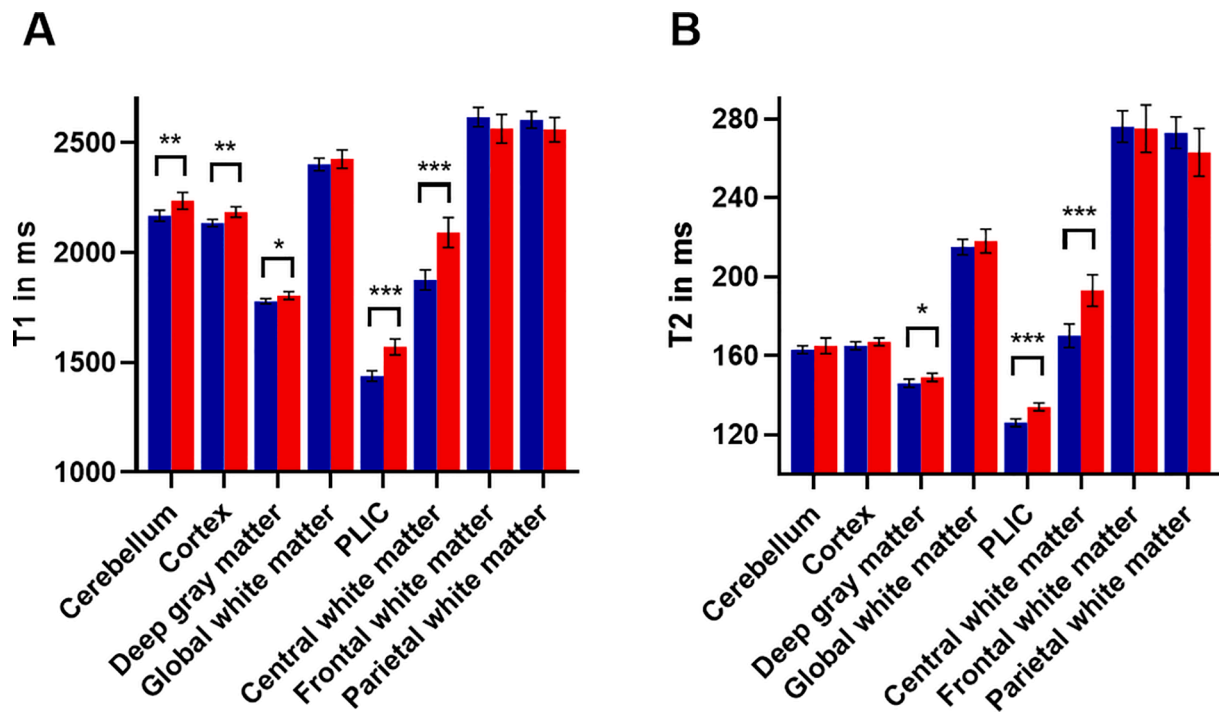 A
T1 in ms
2500
2000
1500
1000
**
**
*
***
***
Cerebellum
Cortex
Deep gray matter
Global white matter
PLIC
Central white matter
Frontal white matter
Parietal white matter
B
T2 in ms
280
240
200
160
120
*
***
***
Cerebellum
Cortex
Deep gray matter
Global white matter
PLIC
Central white matter
Frontal white matter
Parietal white matter